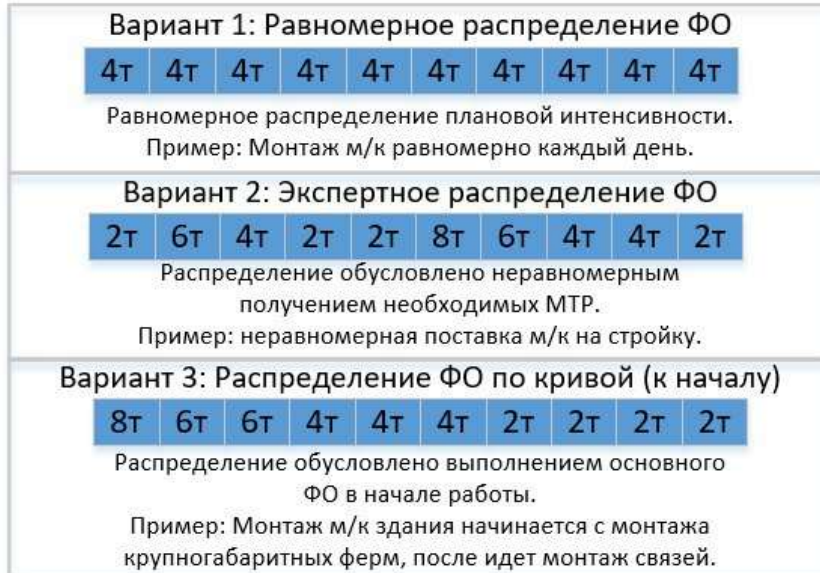 Вариант 1: Равномерное распределение ФО
4т 4т 4т 4т 4т 4т 4т 4т 4т 4т
Равномерное распределение плановой интенсивности.
Пример: Монтаж м/к равномерно каждый день.
Вариант 2: Экспертное распределение ФО
2т 6т 4т 2т 2т 8т 6т 4т 4т 2т
Распределение обусловлено неравномерным
получением необходимых МТР.
Пример: неравномерная поставка м/к на стройку.
Вариант 3: Распределение ФО по кривой (к началу)
8т 6т 6т 4т 4т 4т 2т 2т 2т 2т
Распределение обусловлено выполнением основного
ФО в начале работы.
Пример: Монтаж м/к здания начинается с монтажа
крупногабаритных ферм, после идет монтаж связей.